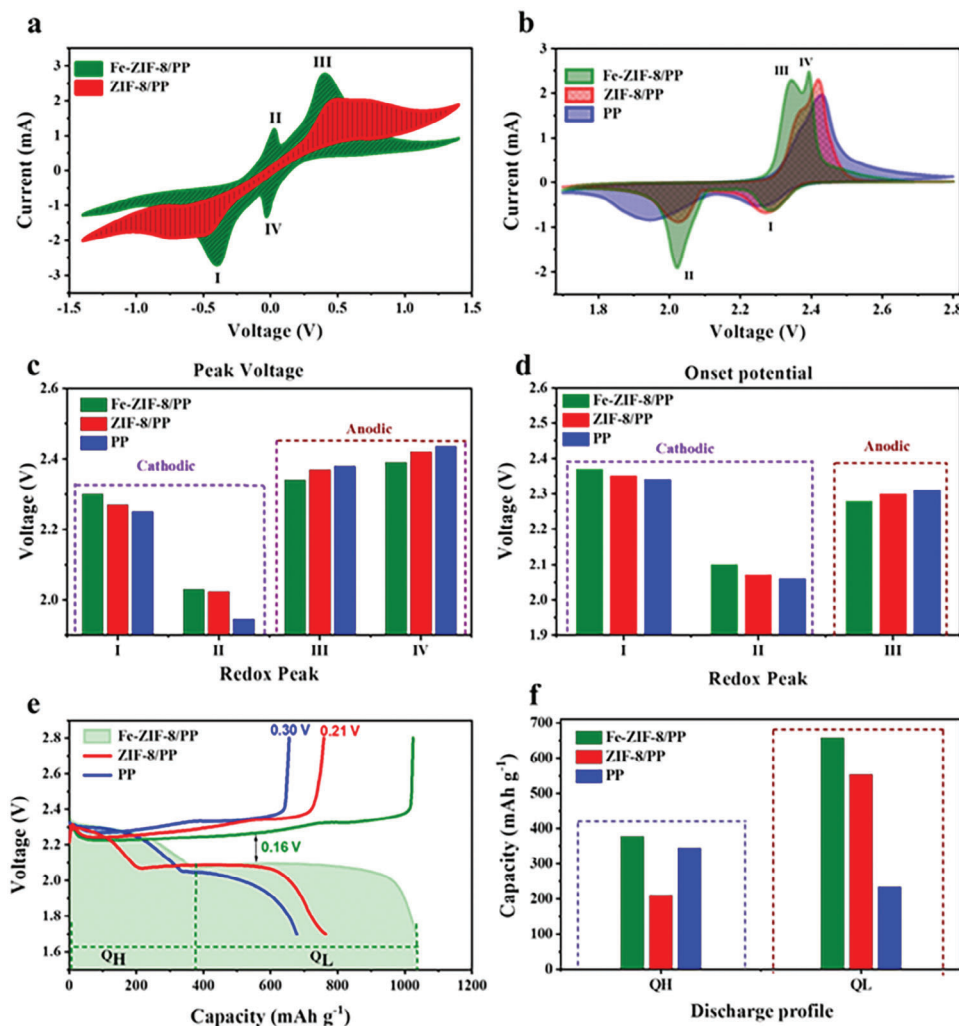 a
Fe-ZIF-8/PP
ZIF-8/PP
I
II
III
IV
Current (mA)
3
2
1
0
-1
-2
-3
-1.5 -1.0 -0.5 0.0 0.5 1.0 1.5
Voltage (V)
b
Fe-ZIF-8/PP
ZIF-8/PP
PP
III
IV
I
II
Current (mA)
3
2
1
0
-1
-2
1.8 2.0 2.2 2.4 2.6 2.8
Voltage (V)
c
Peak Voltage
Fe-ZIF-8/PP
ZIF-8/PP
PP
Cathodic
Anodic
Voltage (V)
2.6
2.4
2.2
2.0
I II III IV
Redox Peak
d
Onset potential
Fe-ZIF-8/PP
ZIF-8/PP
PP
Cathodic
Anodic
Voltage (V)
2.6
2.5
2.4
2.3
2.2
2.1
2.0
1.9
I II III
Redox Peak
e
Fe-ZIF-8/PP
ZIF-8/PP
PP
0.30 V 0.21 V
0.16 V
QH
QL
Voltage (V)
2.8
2.4
2.0
1.8
1.6
0 200 400 600 800 1000 1200
Capacity (mAh g-1)
f
Fe-ZIF-8/PP
ZIF-8/PP
PP
Capacity (mAh g-1)
700
600
500
400
300
200
100
0
QH QL
Discharge profile